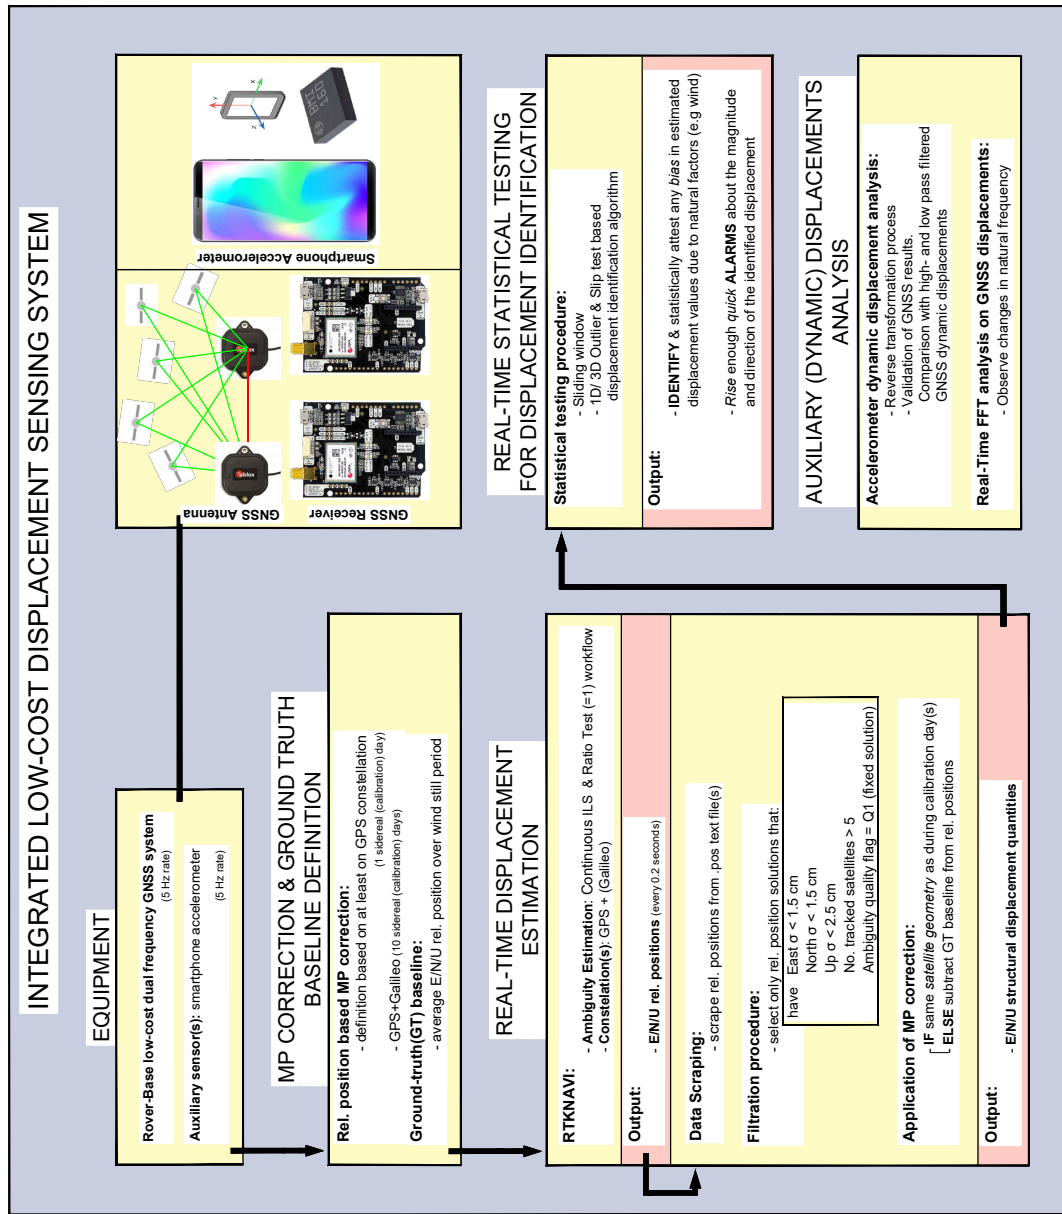 INTEGRATED LOW-COST DISPLACEMENT SENSING SYSTEM
EQUIPMENT
Rover-Base low-cost dual frequency GNSS system
(5 Hz rate)
Auxiliary sensor(s): smartphone accelerometer
(5 Hz rate)
GNSS Antenna
ublox
GNSS Receiver
Smartphone Accelerometer
Y
X
Z
BMI
160
MP CORRECTION & GROUND TRUTH
BASELINE DEFINITION
Rel. position based MP correction:
- definition based on at least on GPS constellation
(1 sidereal (calibration) day)
- GPS+Galileo (10 sidereal (calibration) days)
Ground-truth(GT) baseline:
- average E/N/U rel. position over wind still period
REAL-TIME DISPLACEMENT
ESTIMATION
RTKNAVI:
- Ambiguity Estimation: Continuous ILS & Ratio Test (=1) workflow
- Constelation(s): GPS + (Galileo)
Output:
- E/N/U rel. positions (every 0.2 seconds)
Data Scraping:
- scrape rel. positions from .pos text file(s)
Filtration procedure:
- select only rel. position solutions that:
have East σ < 1.5 cm
North σ < 1.5 cm
Up σ < 2.5 cm
No. tracked satellites > 5
Ambiguity quality flag = Q1 (fixed solution)
Application of MP correction:
- IF same satellite geometry as during calibration day(s)
ELSE subtract GT baseline from rel. positions
Output:
- E/N/U structural displacement quantities
REAL-TIME STATISTICAL TESTING
FOR DISPLACEMENT IDENTIFICATION
Statistical testing procedure:
- Sliding window
- 1D/ 3D Outlier & Slip test based
displacement identification algorithm
Output:
- IDENTIFY & statistically attest any bias in estimated
displacement values due to natural factors (e.g wind)
- Rise enough quick ALARMS about the magnitude
and direction of the identified displacement
AUXILIARY (DYNAMIC) DISPLACEMENTS
ANALYSIS
Accelerometer dynamic displacement analysis:
- Reverse transformation process
- Validation of GNSS results.
Comparison with high- and low pass filtered
GNSS dynamic displacements
Real-Time FFT analysis on GNSS displacements:
- Observe changes in natural frequency